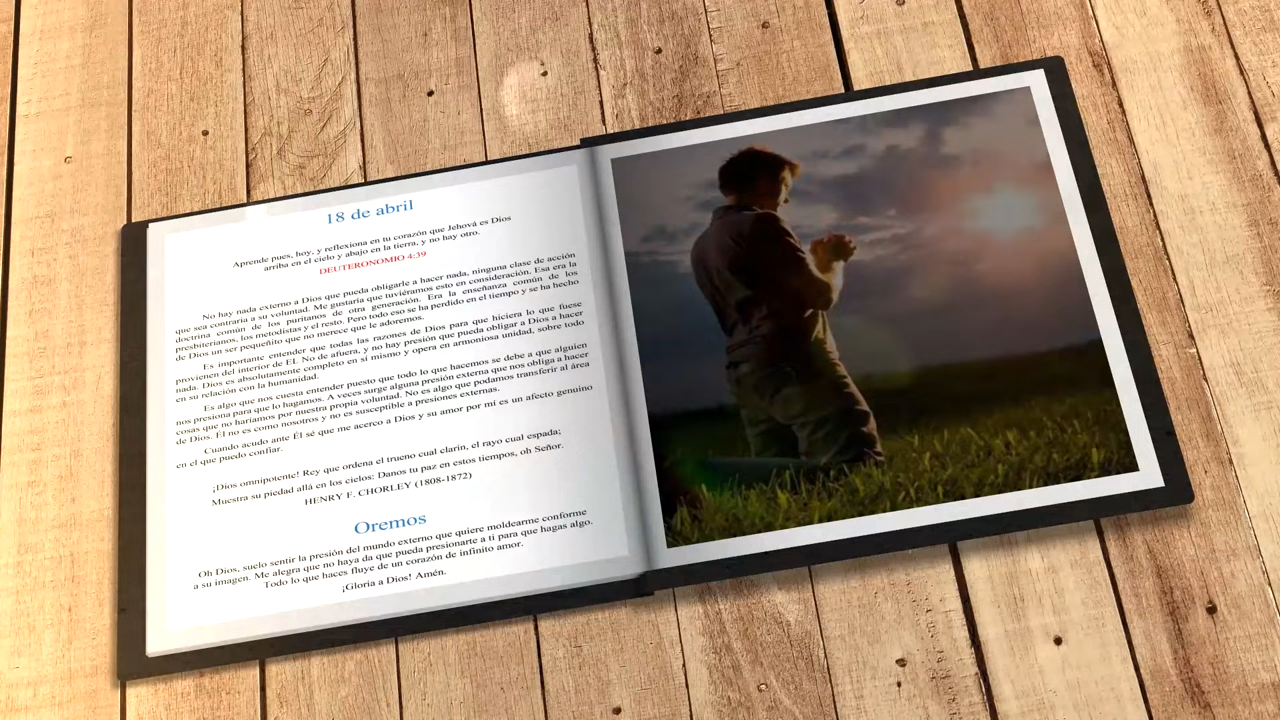 18 de abril
Aprende pues, hoy, y reflexiona en tu corazón que Jehová es Dios
arriba en el cielo y abajo en la tierra, y no hay otro.
DEUTERONOMIO 4:39
No hay nada externo a Dios que pueda obligarle a hacer nada, ninguna clase de acción
que sea contraria a su voluntad. Me gustaría que tuviéramos esto en consideración. Esa era la
doctrina común de los puritanos de otra generación. Era la enseñanza común de los
presbiterianos, los metodistas y el resto. Pero todo eso se ha perdido en el tiempo y se ha hecho
de Dios un ser pequeñito que no merece que le adoremos.
Es importante entender que todas las razones de Dios para que hiciera lo que fuese
provienen del interior de Él. No de afuera, y no hay presión que pueda obligar a Dios a hacer
nada. Dios es absolutamente completo en sí mismo y opera en armoniosa unidad, sobre todo
en su relación con la humanidad.
Es algo que nos cuesta entender puesto que todo lo que hacemos se debe a que alguien
nos presiona para que lo hagamos. A veces surge alguna presión externa que nos obliga a hacer
cosas que no haríamos por nuestra propia voluntad. No es algo que podamos transferir al área
de Dios. Él no es como nosotros y no es susceptible a presiones externas.
Cuando acudo ante Él sé que me acerco a Dios y su amor por mí es un afecto genuino
en el que puedo confiar.
¡Dios omnipotente! Rey que ordena el trueno cual clarín, el rayo cual espada;
Muestra su piedad allá en los cielos: Danos tu paz en estos tiempos, oh Señor.
HENRY F. CHORLEY (1808-1872)
Oremos
Oh Dios, suelo sentir la presión del mundo externo que quiere moldearme conforme
a su imagen. Me alegra que no haya da que pueda presionarte a ti para que hagas algo.
Todo lo que haces fluye de un corazón de infinito amor.
¡Gloria a Dios! Amén.